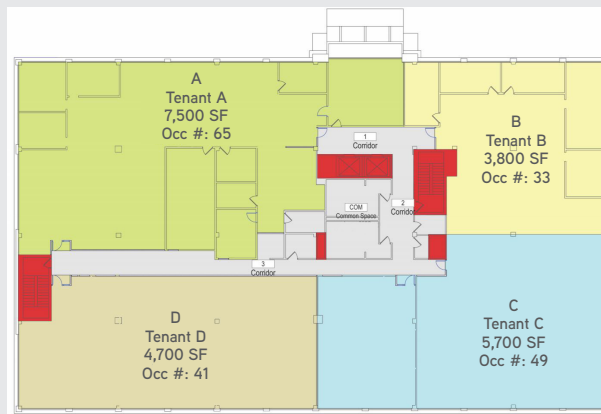 A
Tenant A
7,500 SF
Occ #: 65
B
Tenant B
3,800 SF
Occ #: 33
1
Corridor
COM
Common Space
2
Corridor
3
Corridor
D
Tenant D
4,700 SF
Occ #: 41
C
Tenant C
5,700 SF
Occ #: 49